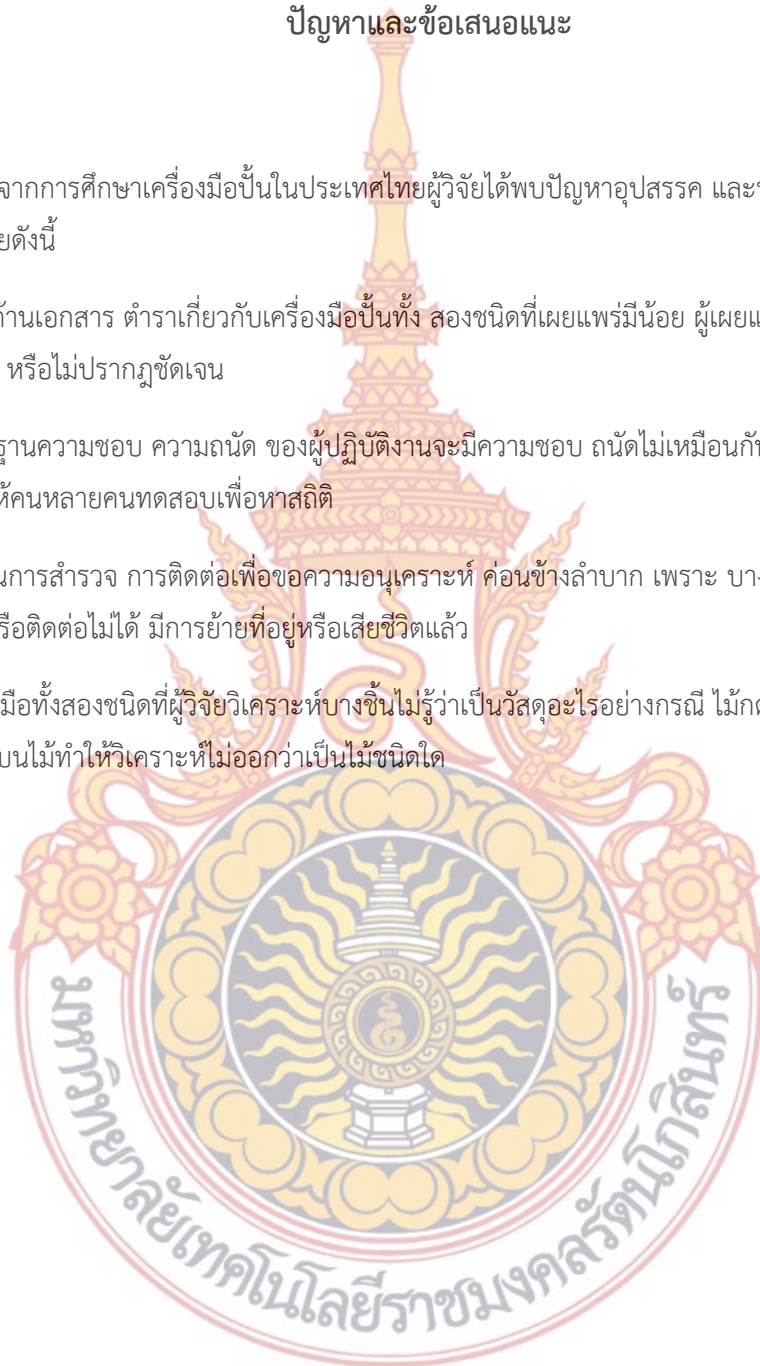 ปัญหาและข้อเสนอแนะ
จากการศึกษาเครื่องมือปั้นในประเทศไทยผู้วิจัยได้พบปัญหาอุปสรรค และ
ยดังนี้
ด้านเอกสาร ตำราเกี่ยวกับเครื่องมือปั้นทั้ง สองชนิดที่เผยแพร่มีน้อย
หรือไม่ปรากฎชัดเจน
ฐานความชอบ ความถนัด ของผู้ปฏิบัติงานจะมีความชอบ ถนัดไม่เหมือนกัน
ห้คนหลายคนทดสอบเพื่อหาสถิติ
นการสำรวจ การติดต่อเพื่อขอความอนุเคราะห์ ค่อนข้างลำบาก เพราะ บาง
รือติดต่อไม่ได้ มีการย้ายที่อยู่หรือเสียชีวิตแล้ว
มือทั้งสองชนิดที่ผู้วิจัยวิเคราะห์บางชิ้นไม่รู้ว่าเป็นวัสดุอะไรอย่างกรณี
บนไม้ทำให้วิเคราะห์ไม่ออกว่าเป็นไม้ชนิดใด
มหาวิทยาลัยเทคโนโลยีราชมงคลรัตนโกสินทร์